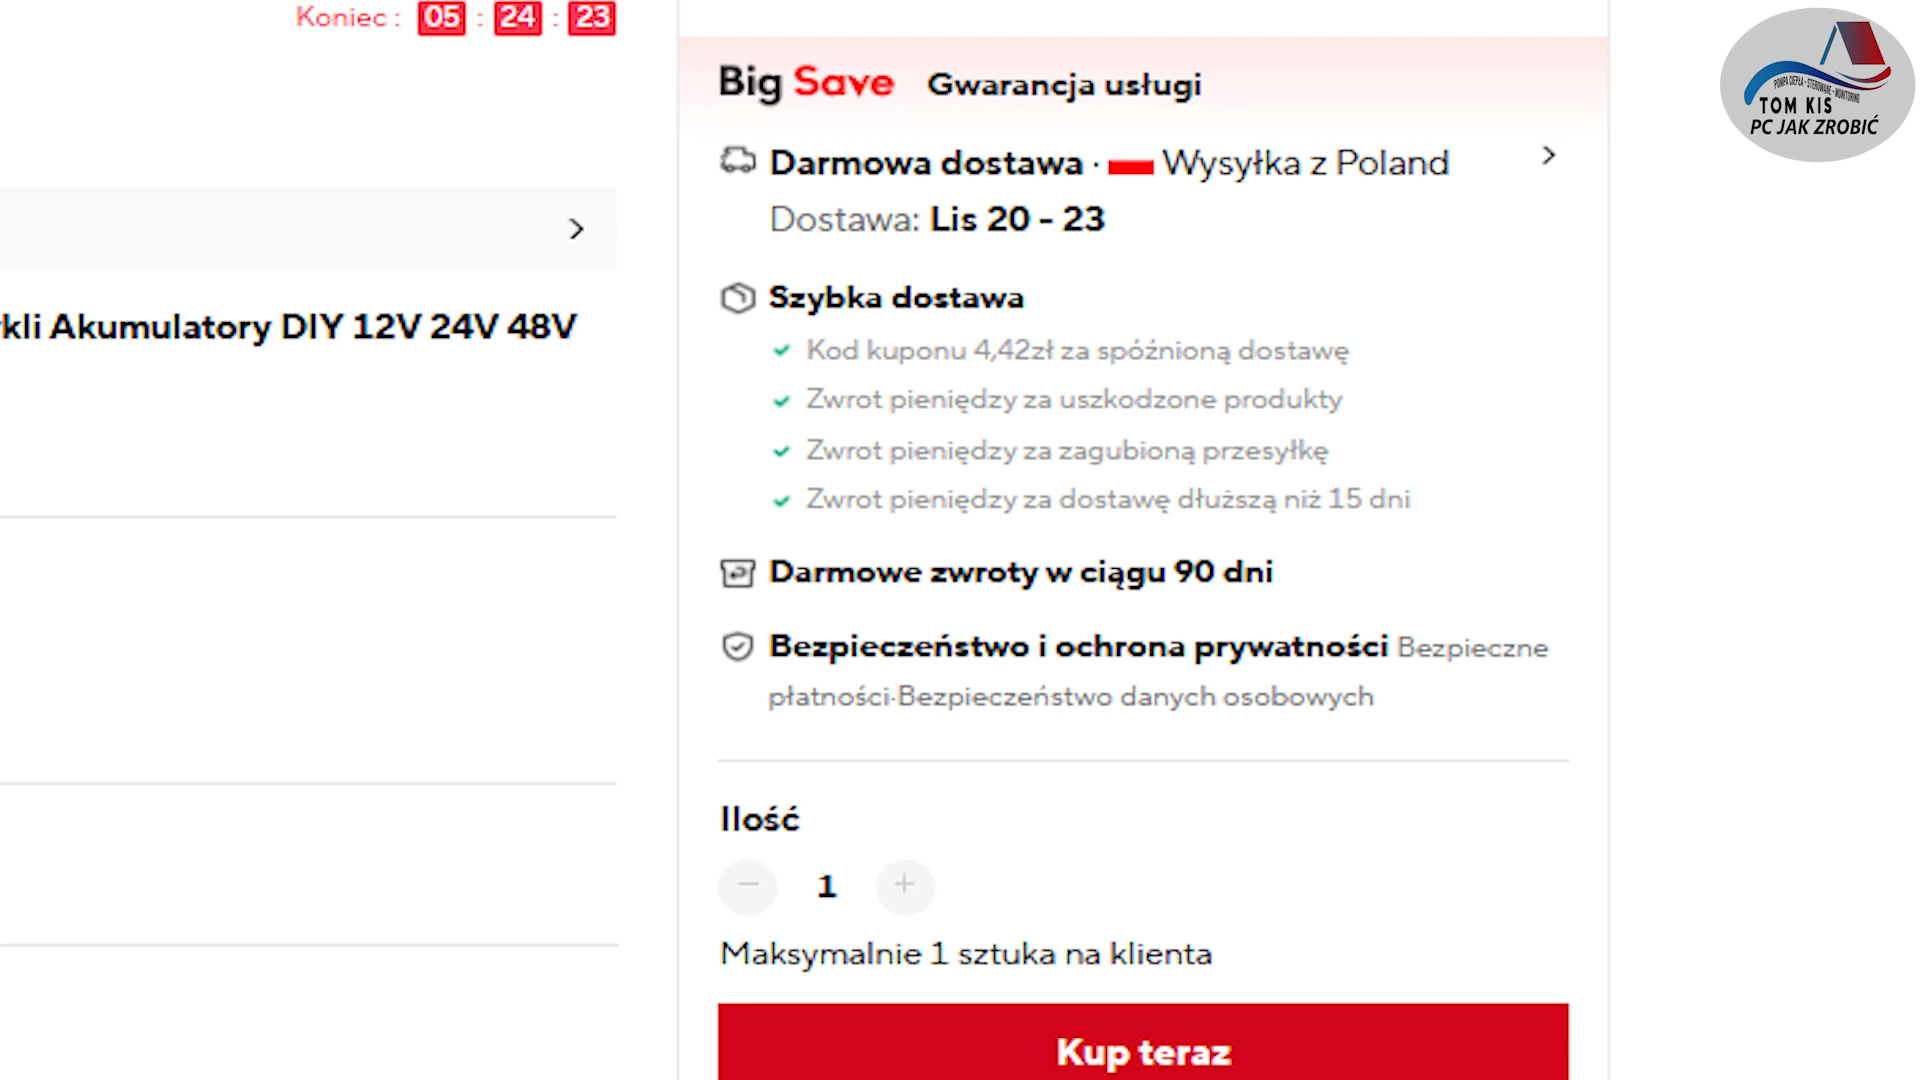 Koniec : 05 : 24 : 23
Big Save Gwarancja usługi
Darmowa dostawa · Wysyłka z Poland
Dostawa: Lis 20 - 23
Szybka dostawa
kli Akumulatory DIY 12V 24V 48V
Kod kuponu 4,42zł za spóźnioną dostawę
Zwrot pieniędzy za uszkodzone produkty
Zwrot pieniędzy za zagubioną przesyłkę
Zwrot pieniędzy za dostawę dłuższą niż 15 dni
Darmowe zwroty w ciągu 90 dni
Bezpieczeństwo i ochrona prywatności Bezpieczne
płatności·Bezpieczeństwo danych osobowych
Ilość
− 1 +
Maksymalnie 1 sztuka na klienta
Kup teraz
POMPA CIEPŁA - STEROWANIE - MONITORING
TOM KIS
PC JAK ZROBIĆ